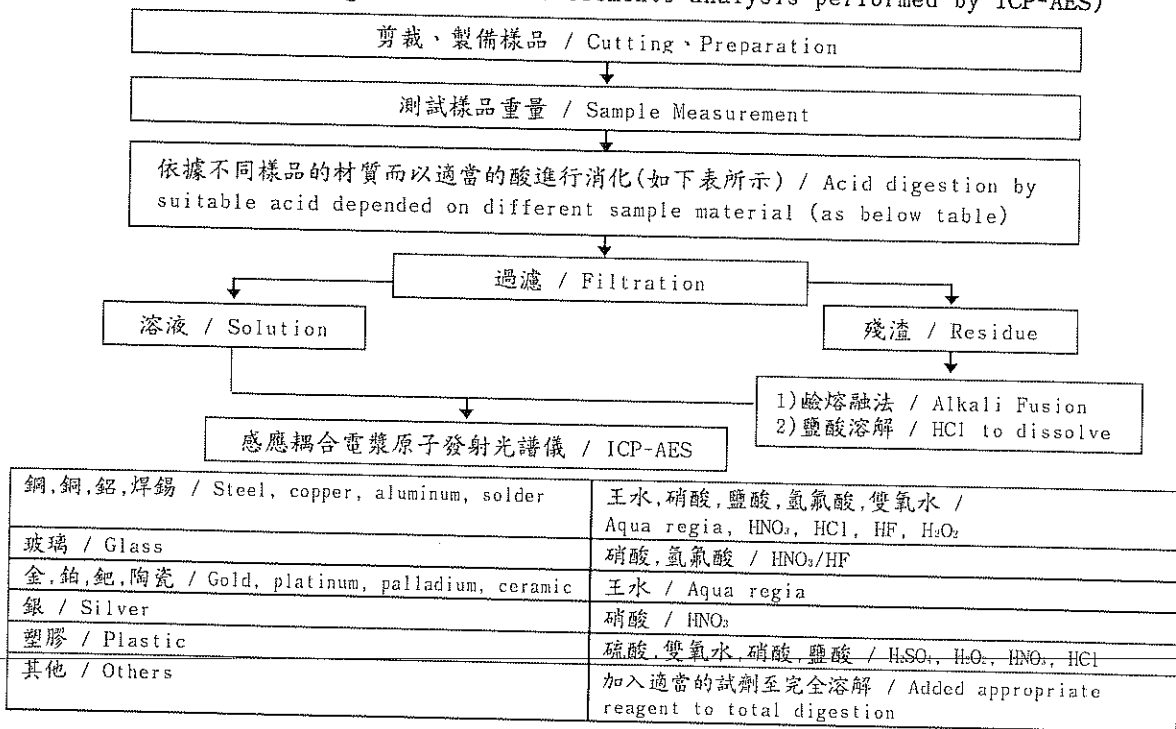 elements analysis performed by ICP-AES)
剪裁、製備樣品 / Cutting、Preparation
測試樣品重量 / Sample Measurement
依據不同樣品的材質而以適當的酸進行消化(如下表所示) / Acid digestion by
suitable acid depended on different sample material (as below table)
過濾 / Filtration
溶液 / Solution
殘渣 / Residue
1)鹼熔融法 / Alkali Fusion
2)鹽酸溶解 / HCl to dissolve
感應耦合電漿原子發射光譜儀 / ICP-AES
鋼,銅,鋁,焊錫 / Steel, copper, aluminum, solder
王水,硝酸,鹽酸,氫氟酸,雙氧水 /
Aqua regia, HNO₃, HCl, HF, H₂O₂
玻璃 / Glass
硝酸,氫氟酸 / HNO₃/HF
金,鉑,鈀,陶瓷 / Gold, platinum, palladium, ceramic
王水 / Aqua regia
銀 / Silver
硝酸 / HNO₃
塑膠 / Plastic
硫酸,雙氧水,硝酸,鹽酸 / H₂SO₄, H₂O₂, HNO₃, HCl
其他 / Others
加入適當的試劑至完全溶解 / Added appropriate
reagent to total digestion